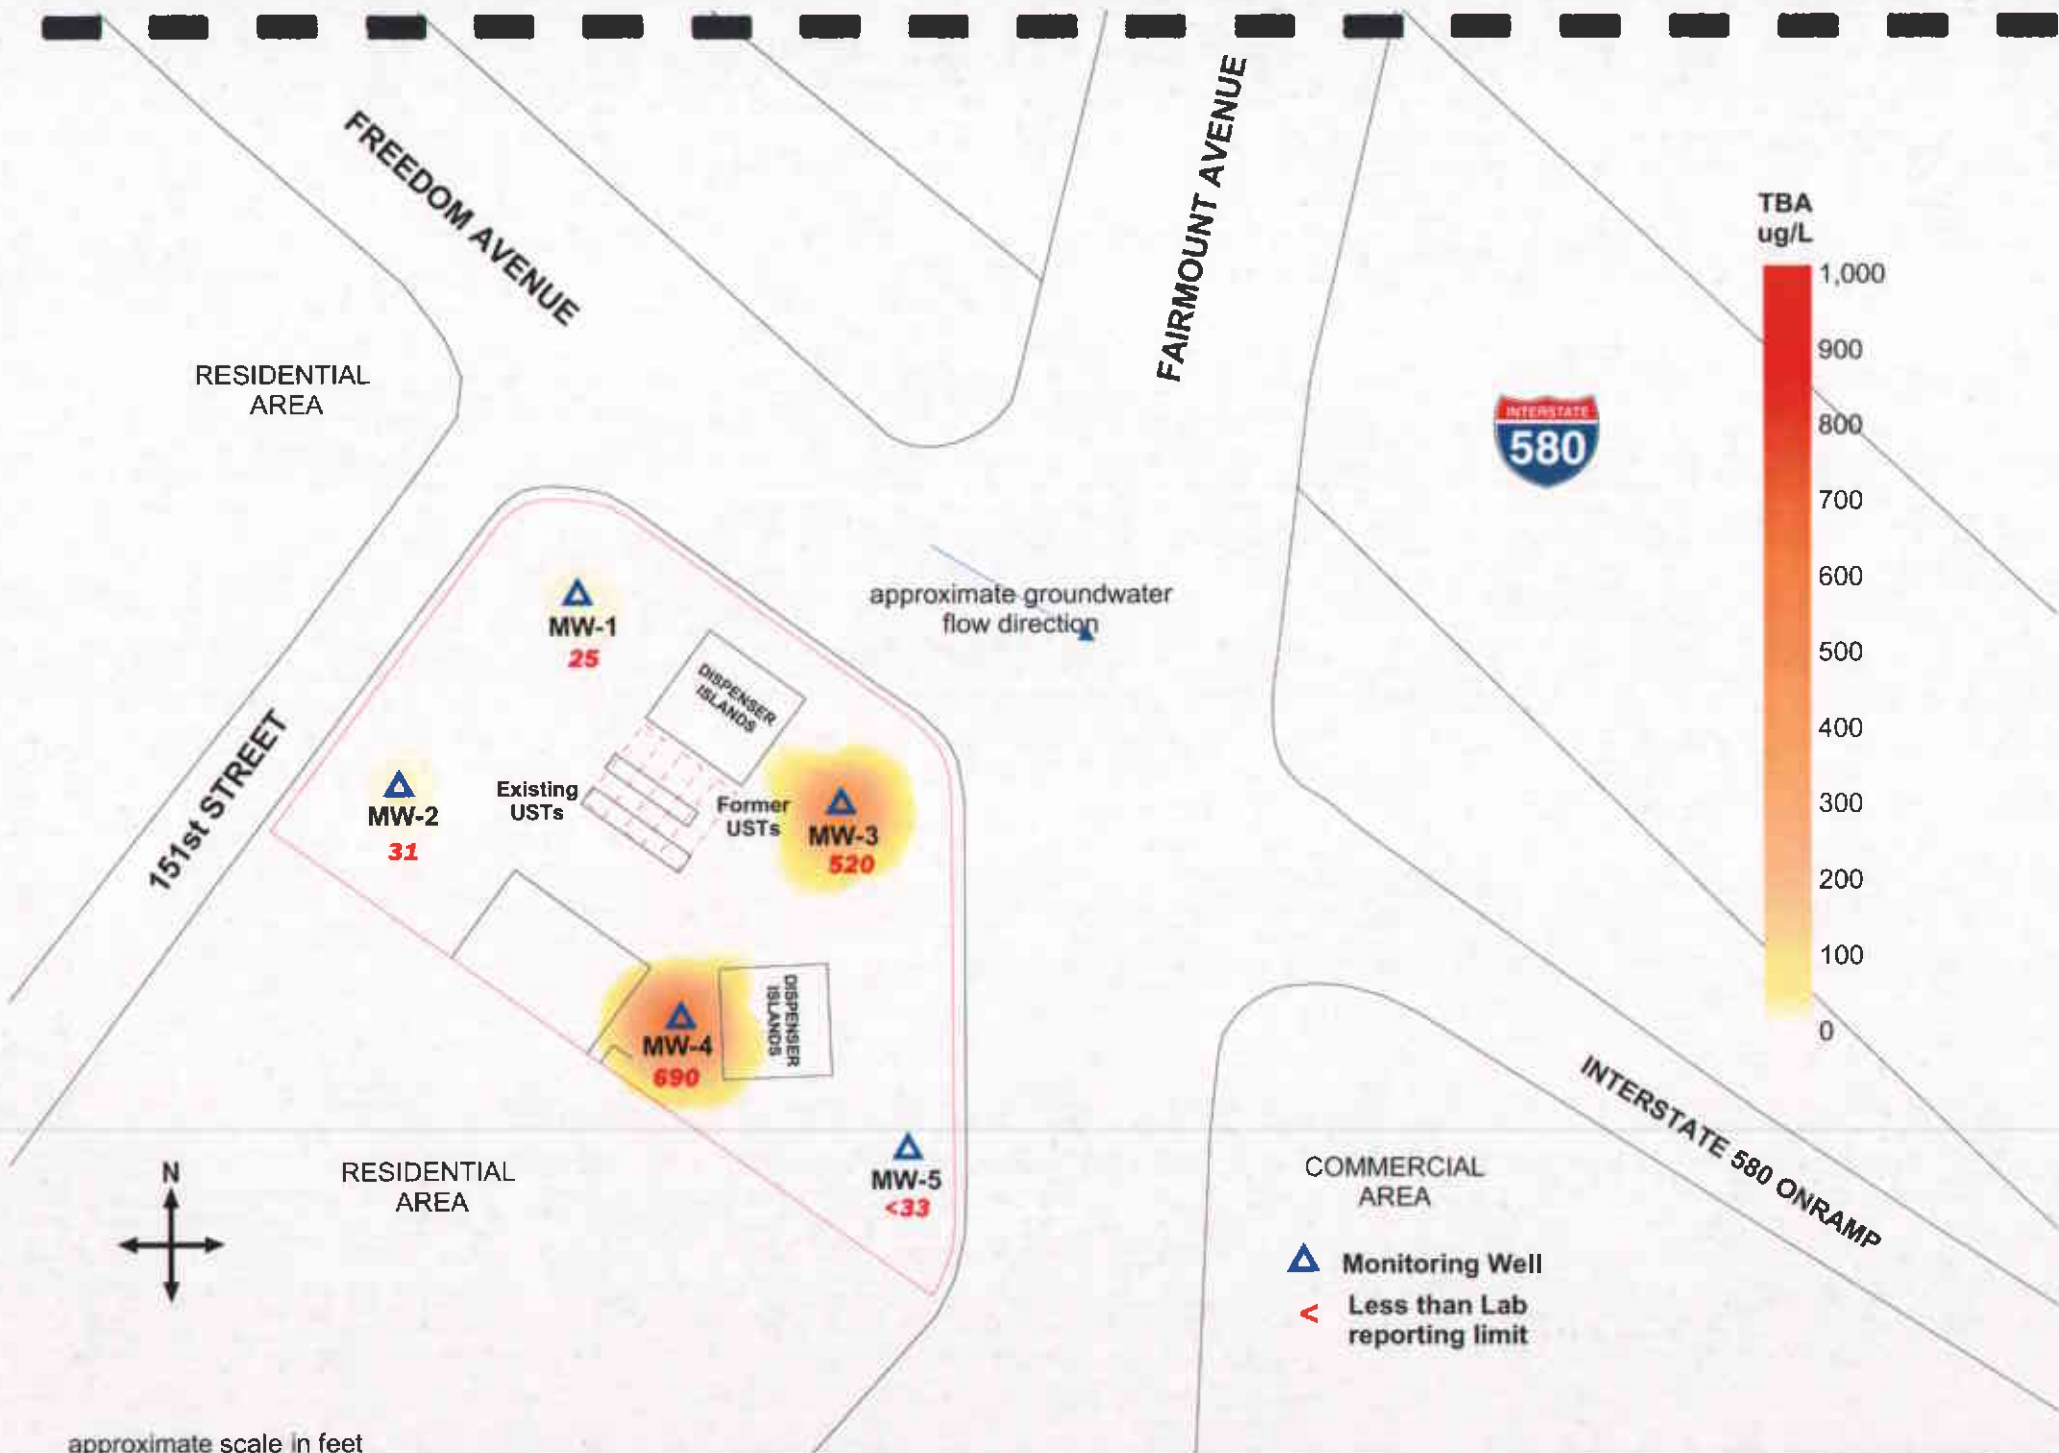 FREEDOM AVENUE
FAIRMOUNT AVENUE
TBA
ug/L
1,000
900
800
700
600
500
400
300
200
100
0
INTERSTATE
580
RESIDENTIAL
AREA
approximate groundwater
flow direction
MW-1
25
DISPENSER
ISLANDS
151st STREET
MW-2
31
Existing
USTs
Former
USTs
MW-3
520
MW-4
690
DISPENSER
ISLANDS
MW-5
<33
INTERSTATE 580 ONRAMP
N
RESIDENTIAL
AREA
COMMERCIAL
AREA
Monitoring Well
< Less than Lab
reporting limit
approximate scale in feet